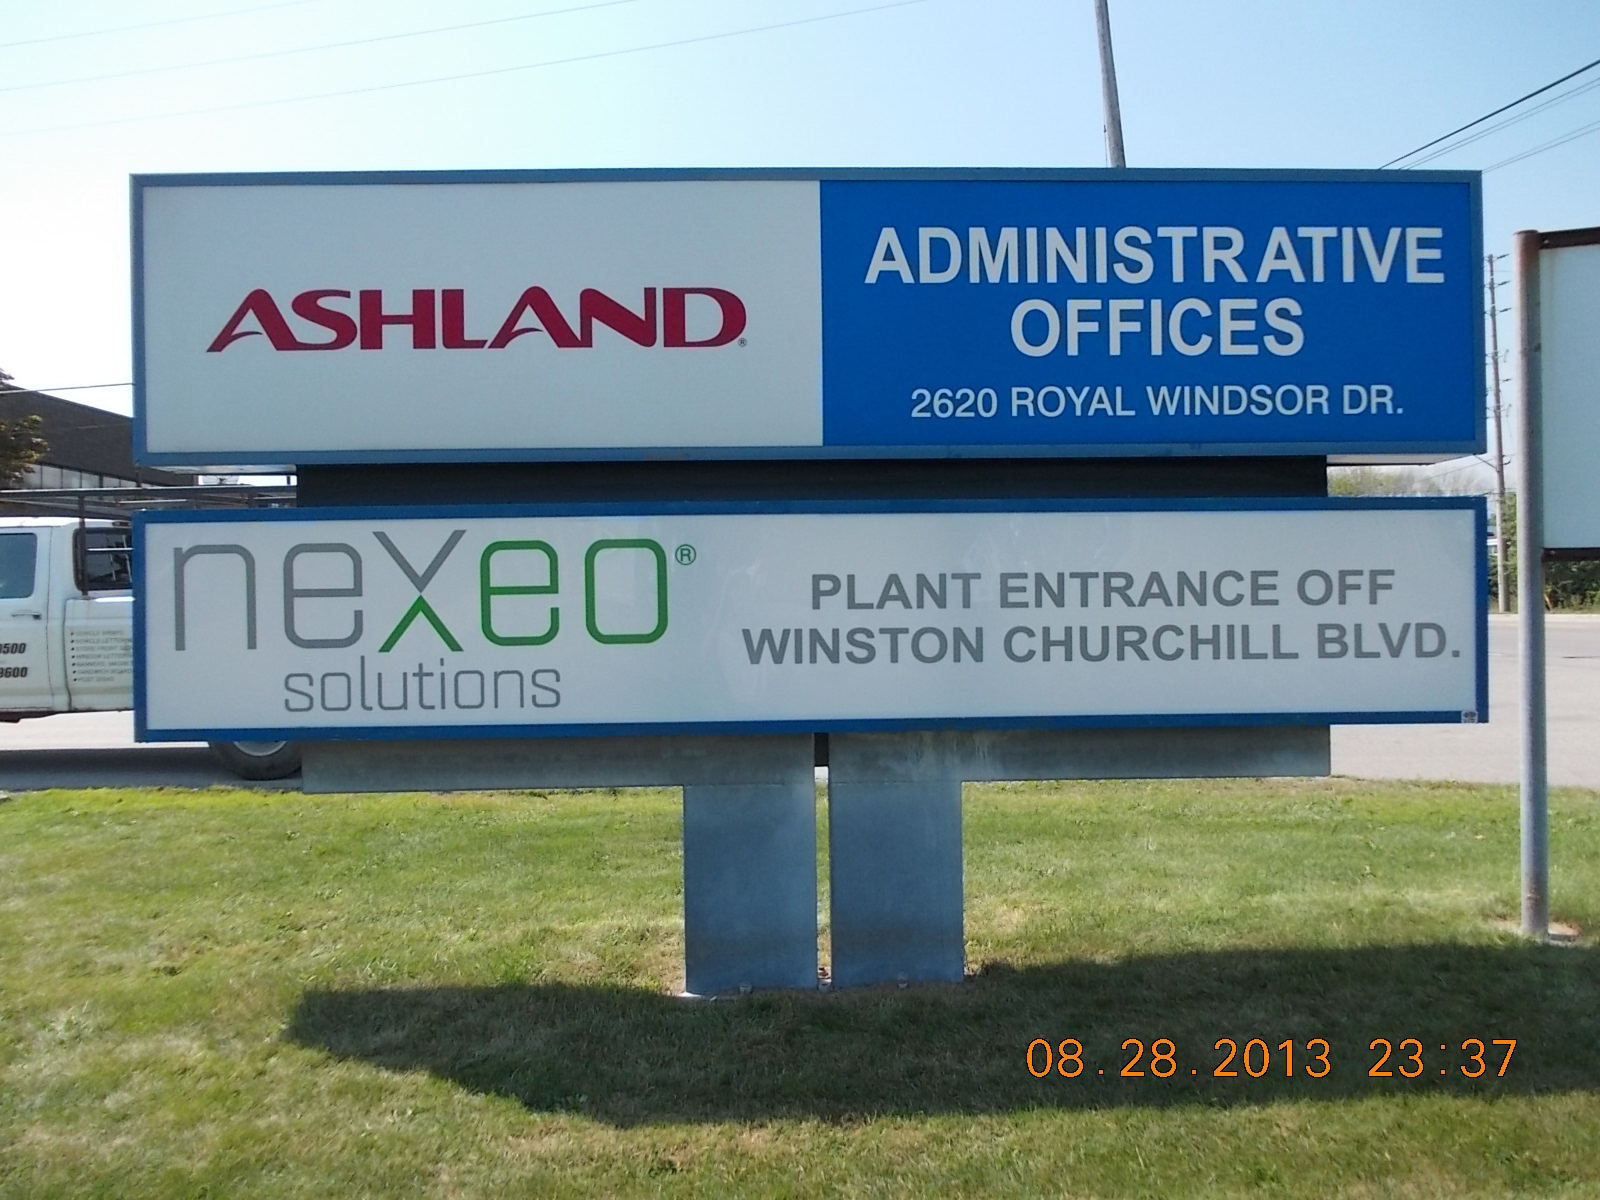 ASHLAND®
ADMINISTRATIVE
OFFICES
2620 ROYAL WINDSOR DR.
nexeo®
solutions
PLANT ENTRANCE OFF
WINSTON CHURCHILL BLVD.
08.28.2013 23:37